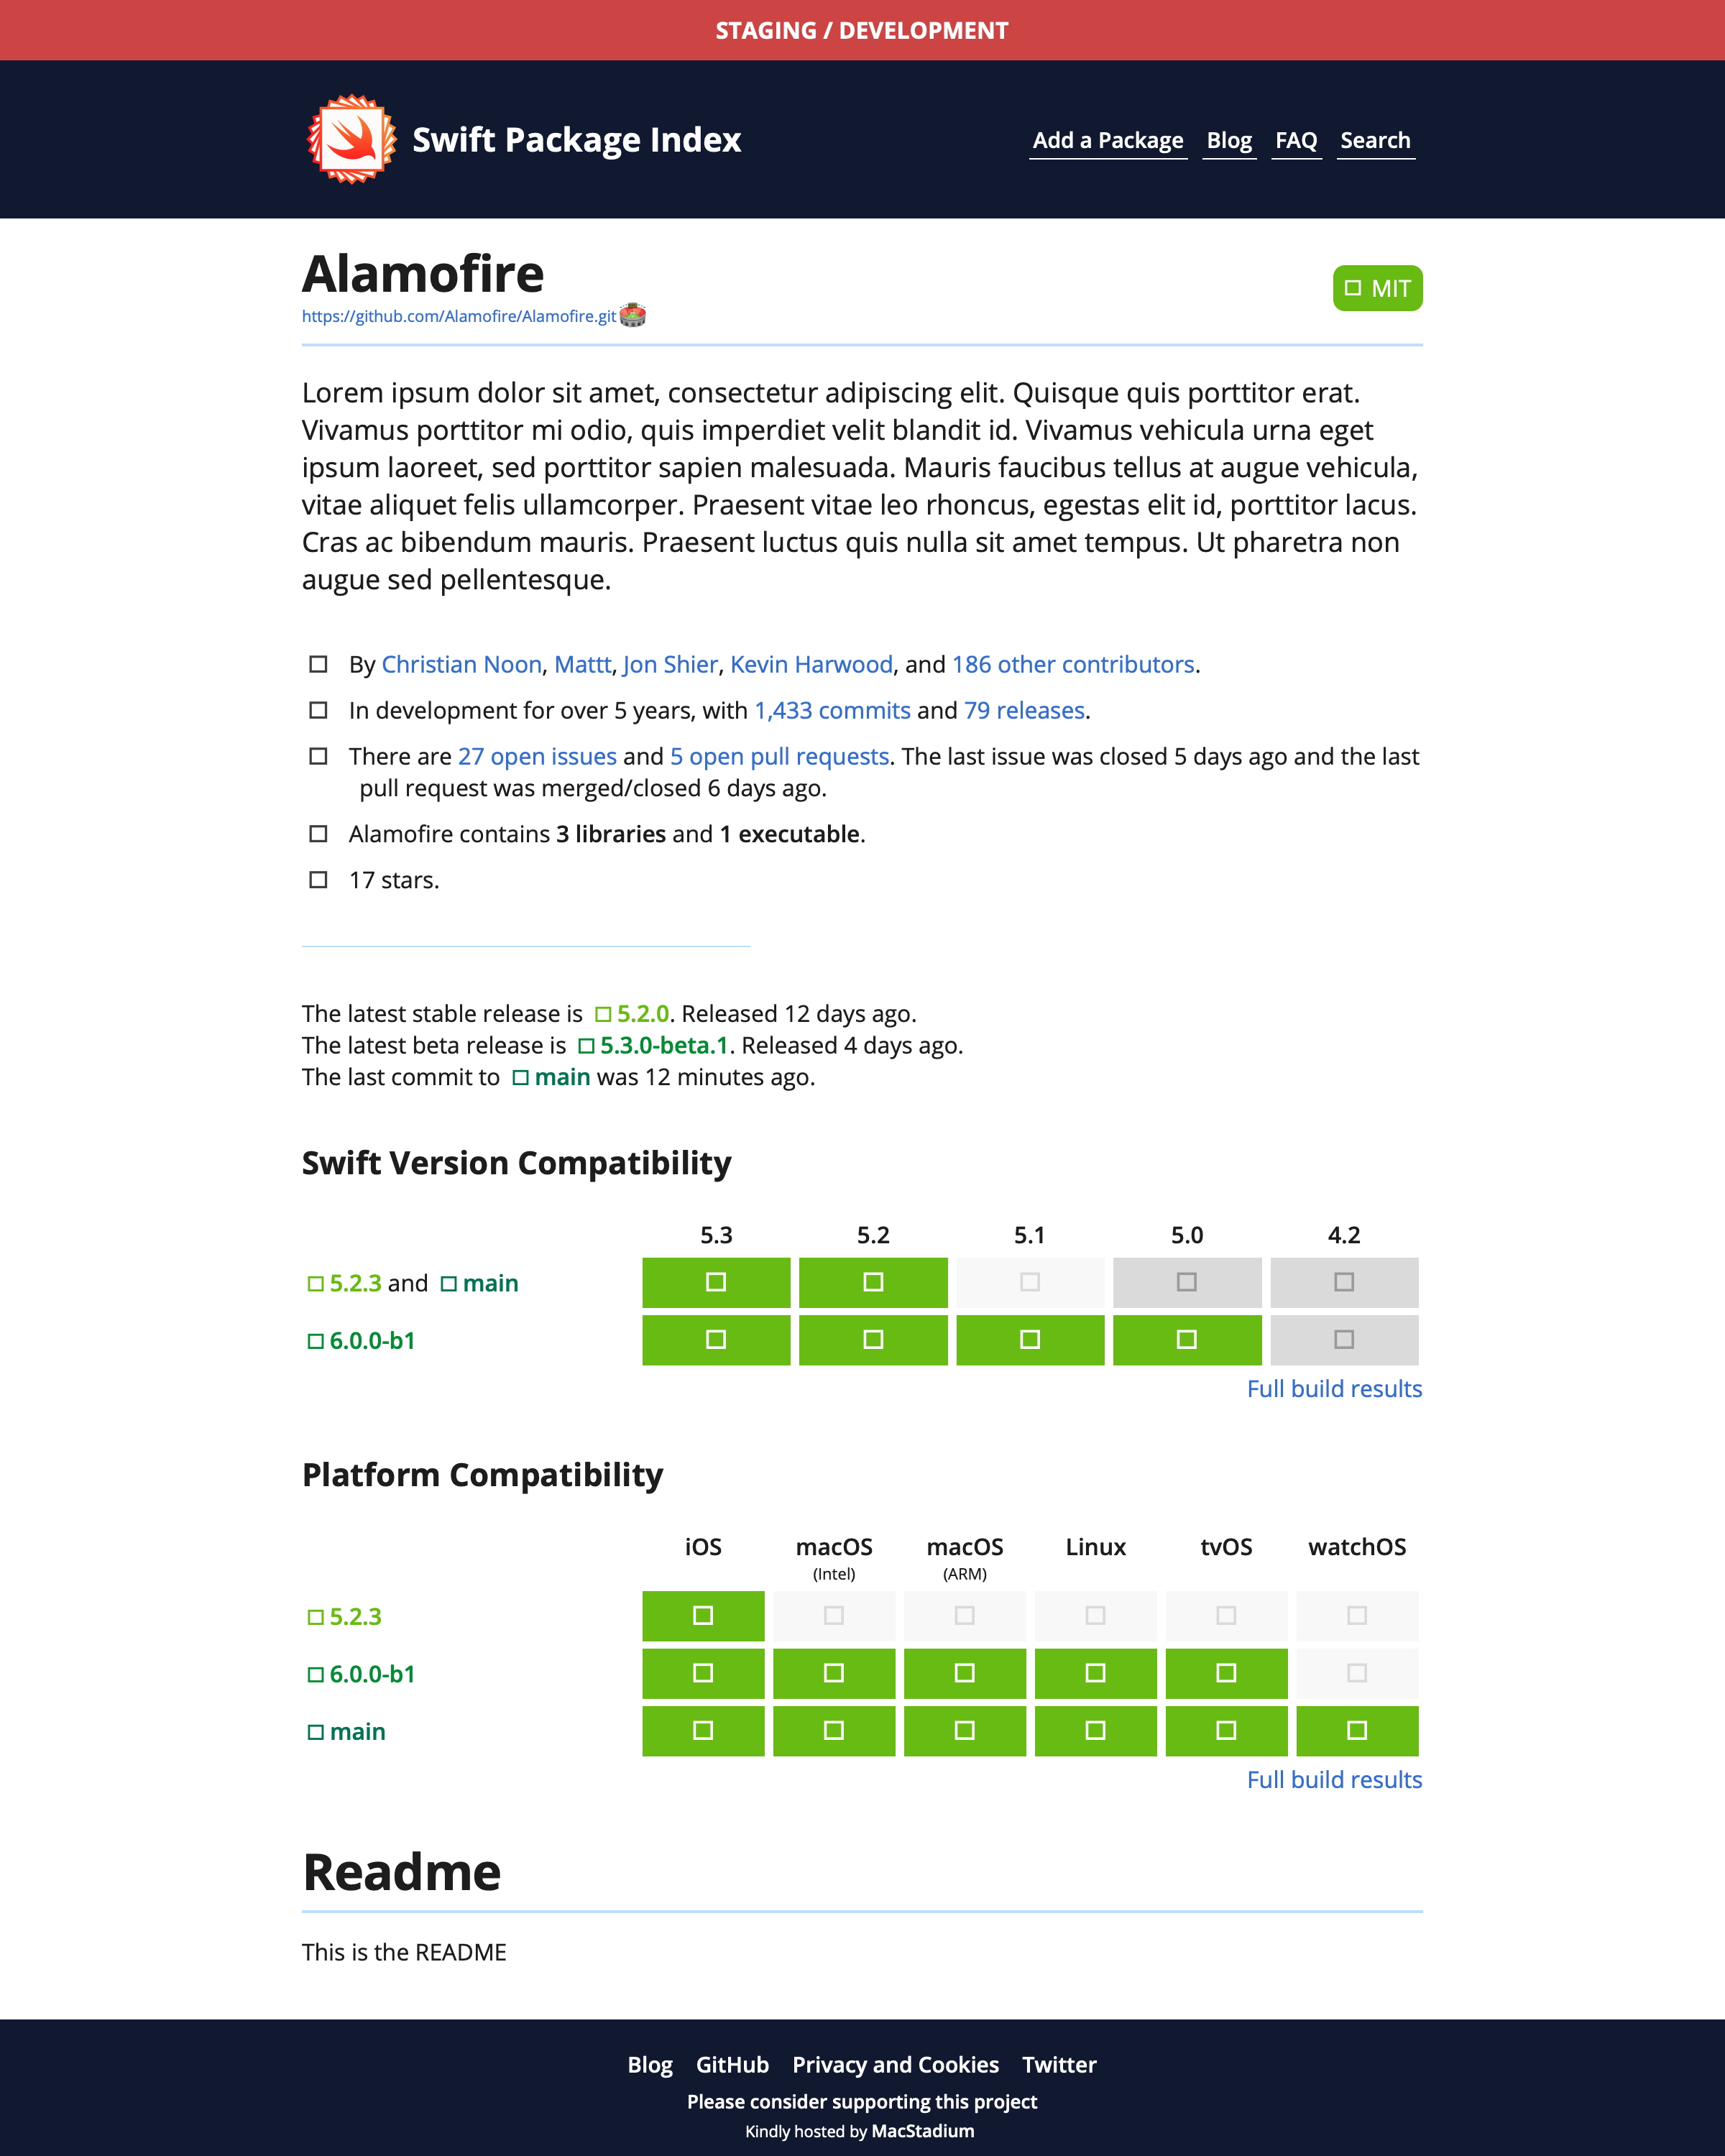 STAGING / DEVELOPMENT
Swift Package Index
Add a Package Blog FAQ Search
Alamofire
MIT
https://github.com/Alamofire/Alamofire.git
Lorem ipsum dolor sit amet, consectetur adipiscing elit. Quisque quis porttitor erat.
Vivamus porttitor mi odio, quis imperdiet velit blandit id. Vivamus vehicula urna eget
ipsum laoreet, sed porttitor sapien malesuada. Mauris faucibus tellus at augue vehicula,
vitae aliquet felis ullamcorper. Praesent vitae leo rhoncus, egestas elit id, porttitor lacus.
Cras ac bibendum mauris. Praesent luctus quis nulla sit amet tempus. Ut pharetra non
augue sed pellentesque.
By Christian Noon, Mattt, Jon Shier, Kevin Harwood, and 186 other contributors.
In development for over 5 years, with 1,433 commits and 79 releases.
There are 27 open issues and 5 open pull requests. The last issue was closed 5 days ago and the last
pull request was merged/closed 6 days ago.
Alamofire contains 3 libraries and 1 executable.
17 stars.
The latest stable release is 5.2.0. Released 12 days ago.
The latest beta release is 5.3.0-beta.1. Released 4 days ago.
The last commit to main was 12 minutes ago.
Swift Version Compatibility
5.3 5.2 5.1 5.0 4.2
5.2.3 and main
6.0.0-b1
Full build results
Platform Compatibility
iOS macOS macOS Linux tvOS watchOS
(Intel) (ARM)
5.2.3
6.0.0-b1
main
Full build results
Readme
This is the README
Blog GitHub Privacy and Cookies Twitter
Please consider supporting this project
Kindly hosted by MacStadium